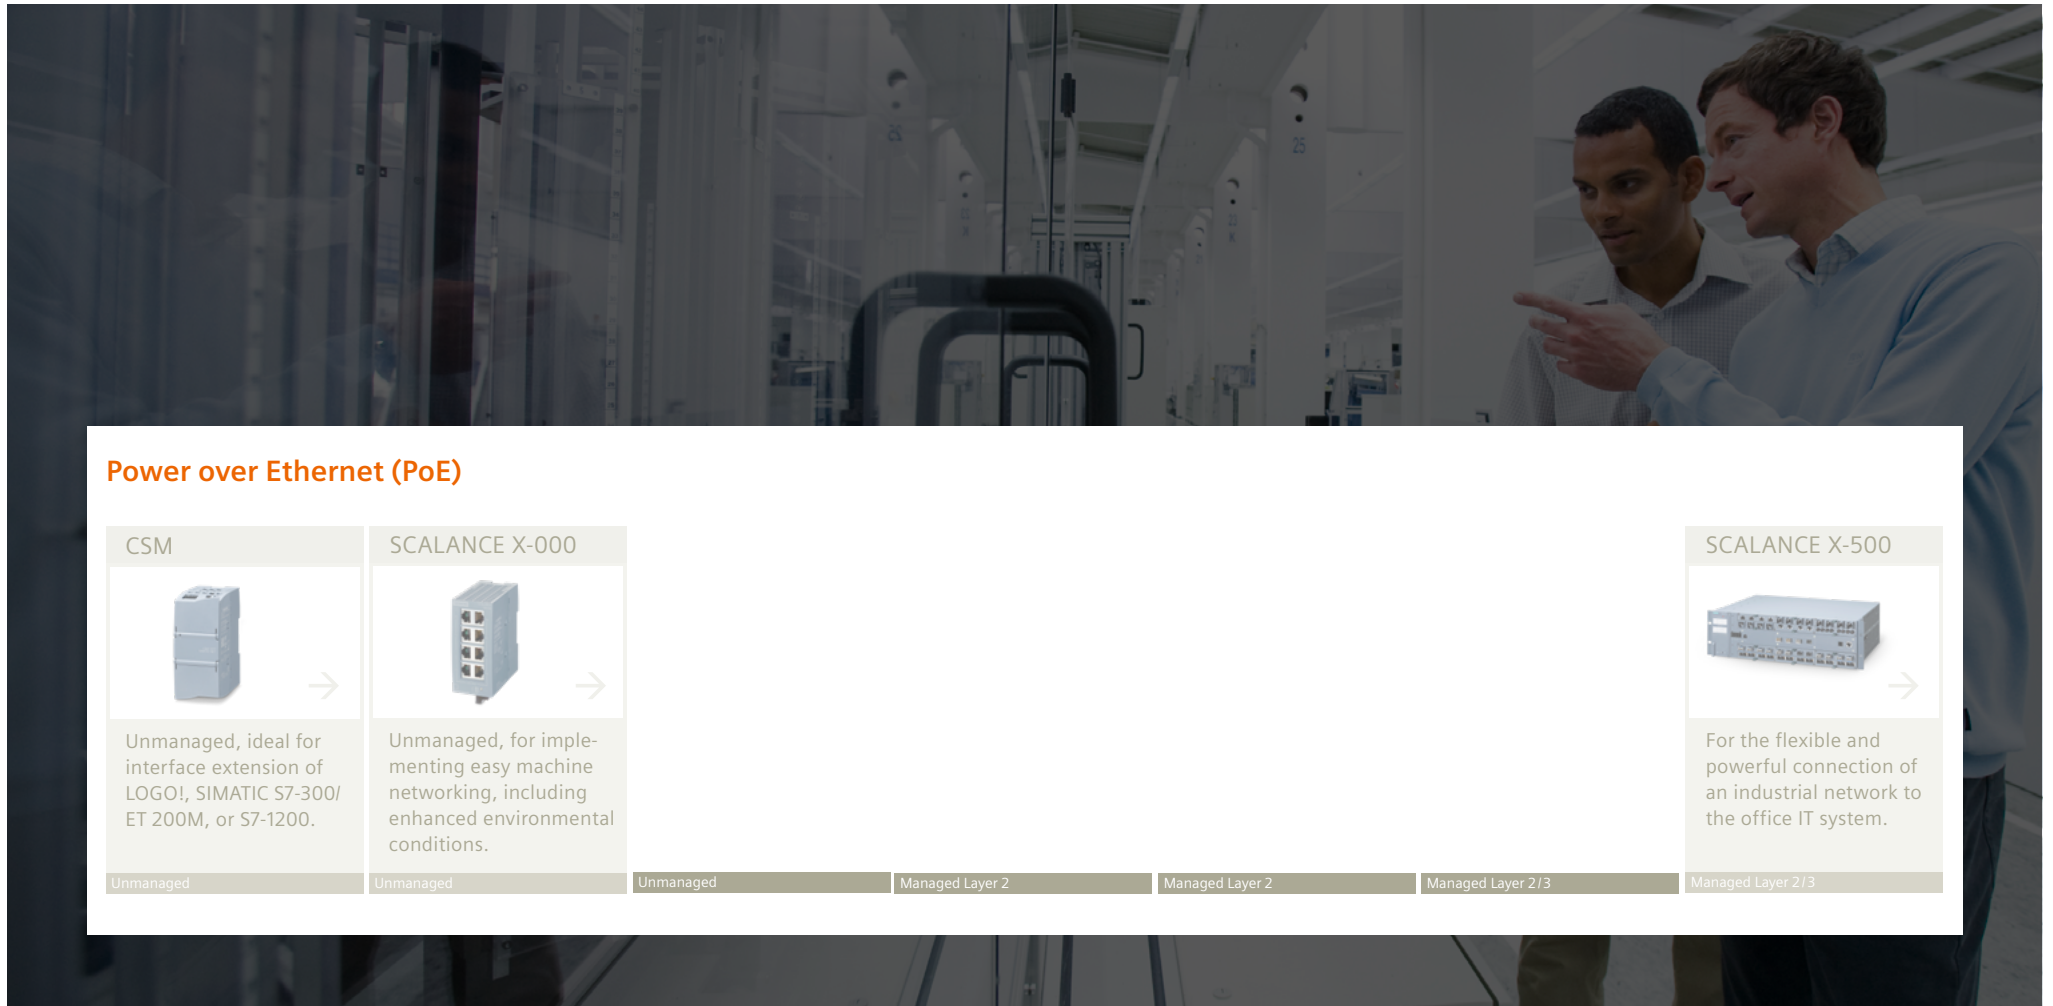 25
Power over Ethernet (PoE)
CSM
Unmanaged, ideal for
interface extension of
LOGO!, SIMATIC S7-300/
ET 200M, or S7-1200.
Unmanaged
SCALANCE X-000
Unmanaged, for imple-
menting easy machine
networking, including
enhanced environmental
conditions.
Unmanaged
Unmanaged
Managed Layer 2
Managed Layer 2
Managed Layer 2/3
SCALANCE X-500
For the flexible and
powerful connection of
an industrial network to
the office IT system.
Managed Layer 2/3